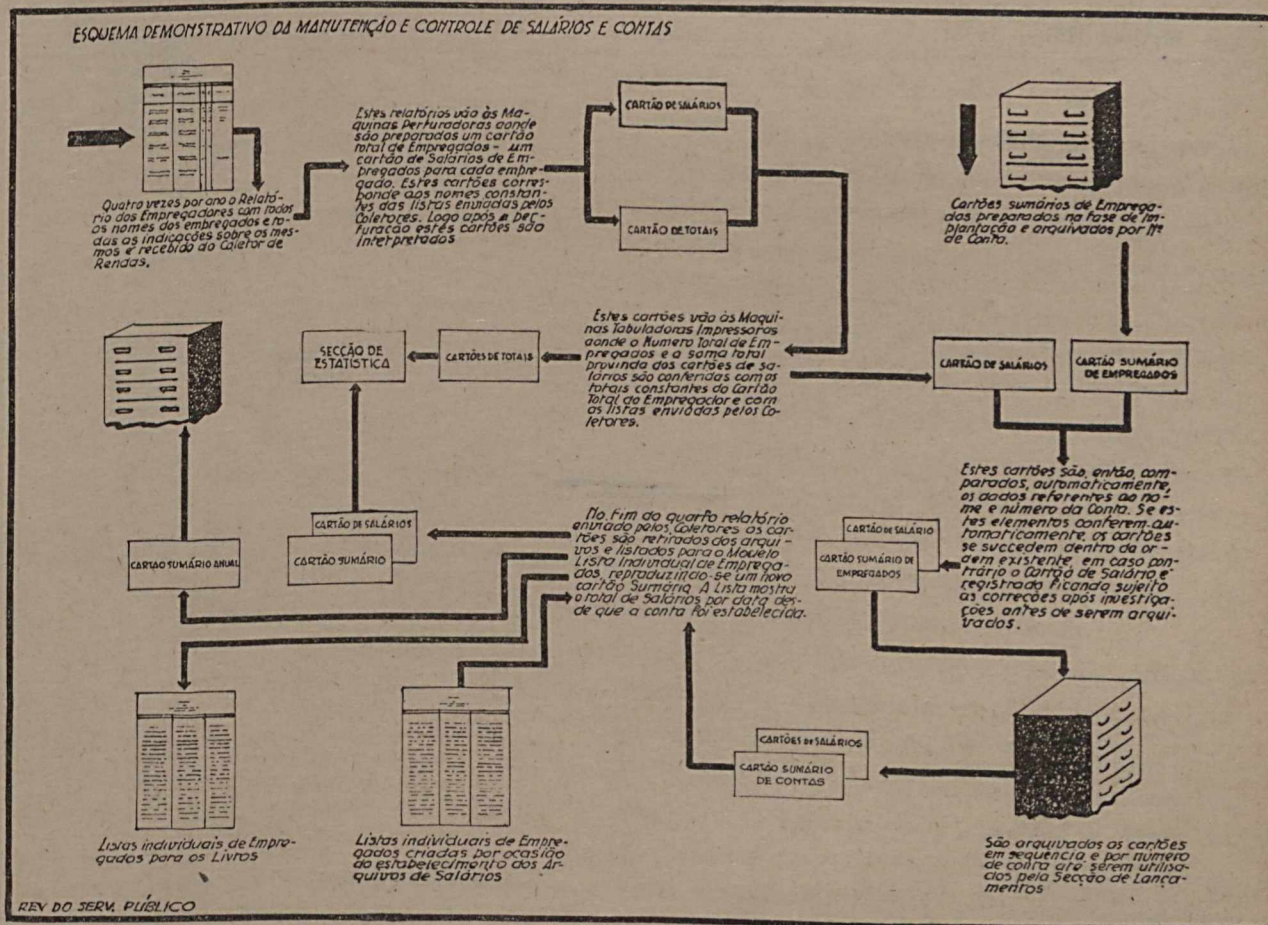 ESQUEMA DEMONSTRATIVO DA MANUTENÇÃO E CONTROLE DE SALÁRIOS E CONTAS
Quatro vezes por ano o Relató-
rio dos Empregadores com todos
os nomes dos empregados e to-
das as indicações sobre os mes-
mos é recebido do Coletor de
Rendas.
Estes relatórios vão às Ma-
quinas Perfuradoras aonde
são preparados um cartão
total de Empregados - um
cartão de Salários de Em-
pregados para cada empre-
gado. Estes cartões corres-
ponde aos nomes constan-
tes das listas enviadas pelos
Coletores. Logo após a per-
furação estes cartões são
Interpretados
CARTÃO DE SALÁRIOS
CARTÃO DE TOTAIS
Cartões sumários de Emprega-
dos preparados na fase de im-
plantação e arquivados por Nº
de Conta.
SECÇÃO DE
ESTATÍSTICA
CARTÕES DE TOTAIS
Estes cartões vão às Maqui-
nas Tabuladoras Impressoras
aonde o Numero Total de Em-
pregados e a soma total
provinda dos cartões de sa-
lários são conferidas com os
totais constantes do Cartão
Total do Empregador e com
as listas enviadas pelos Co-
letores.
CARTÃO DE SALÁRIOS
CARTÃO SUMÁRIO
DE EMPREGADOS
Estes cartões são, então, com-
parados, automaticamente,
os dados referentes ao no-
me e número da Conta. Se es-
tes elementos conferem au-
tomaticamente, os cartões
se succedem dentro da or-
dem existente, em caso con-
trário o Cartão de Salário é
registrado ficando sujeito
as correcões após investiga-
ções antes de serem arqui-
vados.
CARTÃO SUMÁRIO ANUAL
CARTÃO DE SALÁRIOS
CARTÃO SUMÁRIO
No fim do quarto relatório
enviado pelos Coletores os car-
tões são retirados dos arqui-
vos e listados para o Modelo
Lista Individual de Emprega-
dos, reproduzindo-se um novo
cartão Sumário. A Lista mostra
o total de Salários por data des-
de que a conta foi estabelecida.
CARTÃO DE SALÁRIO
CARTÃO SUMÁRIO DE
EMPREGADOS
CARTÕES DE SALÁRIOS
CARTÃO SUMÁRIO
DE CONTAS
Listas individuais de Empre-
gados para os Livros
Listas individuais de Empre-
gados criadas por ocasião
do estabelecimento dos Ar-
quivos de Salários
São arquivados os cartões
em sequência e por número
de conta até serem utilisa-
dos pela Secção de Lança-
mentos
REV DO SERV. PÚBLICO